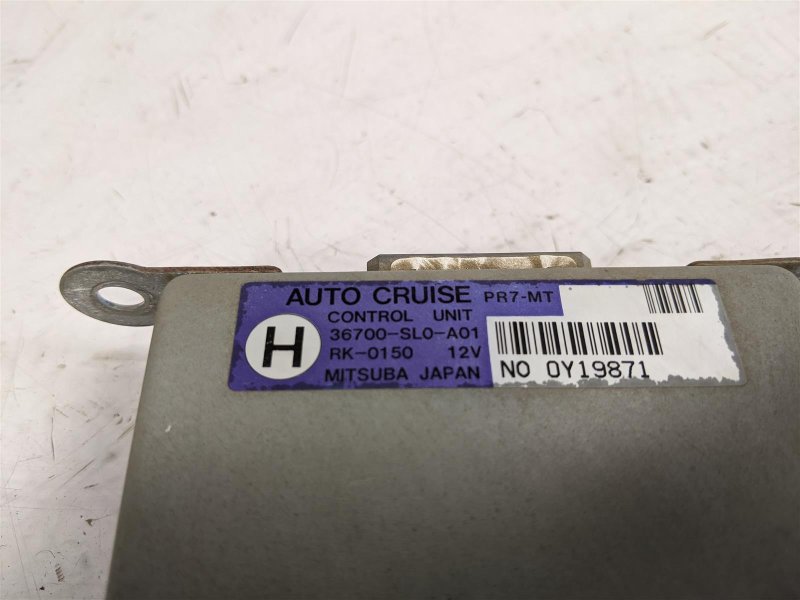 AUTO CRUISE PR7-MT
CONTROL UNIT
36700-SL0-A01
H
RK-0150 12V
MITSUBA JAPAN
NO 0Y19871